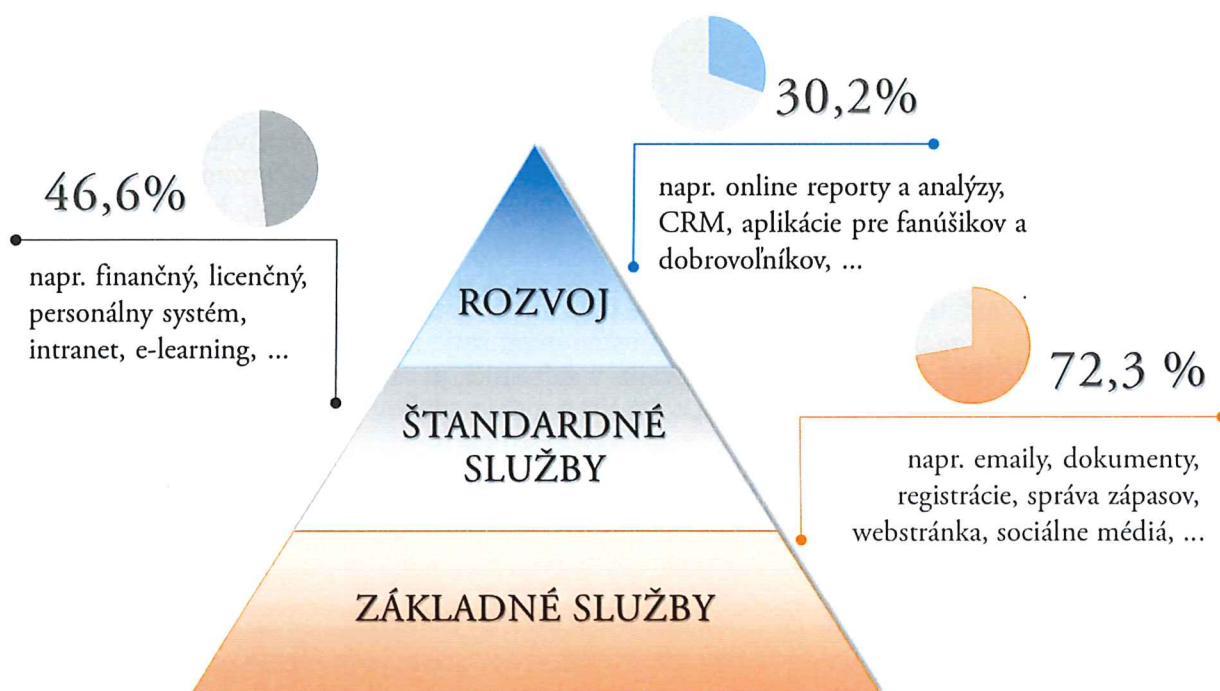 30,2%
napr. online reporty a analýzy,
CRM, aplikácie pre fanúšikov a
dobrovoľníkov, ...
46,6%
napr. finančný, licenčný,
personálny systém,
intranet, e-learning, ...
ROZVOJ
72,3 %
napr. emaily, dokumenty,
registrácie, správa zápasov,
webstránka, sociálne médiá, ...
ŠTANDARDNÉ
SLUŽBY
ZÁKLADNÉ SLUŽBY